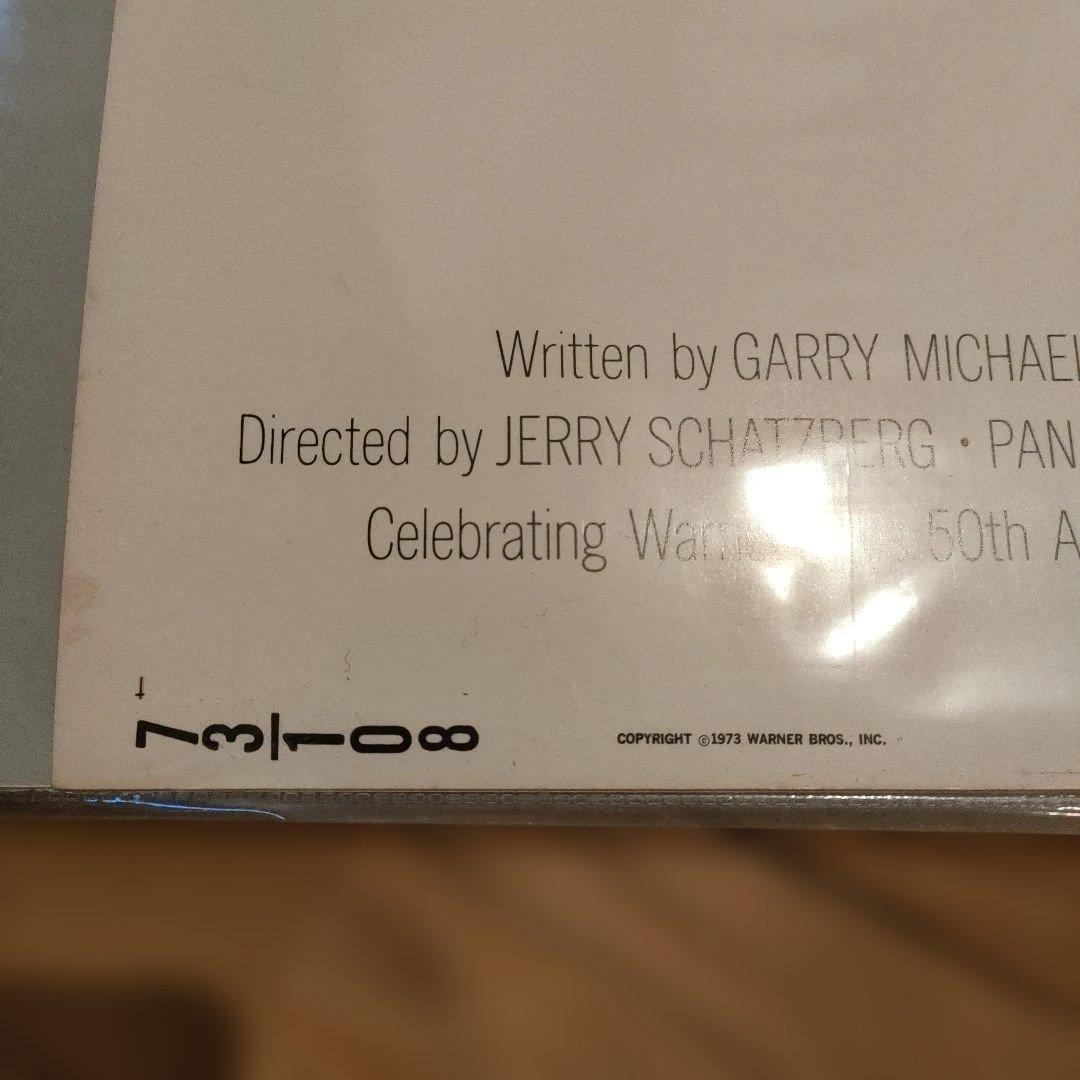 Written by GARRY MICHAEL
Directed by JERRY SCHATZBERG • PAN
Celebrating 50th A
73/108
COPYRIGHT ©1973 WARNER BROS., INC.